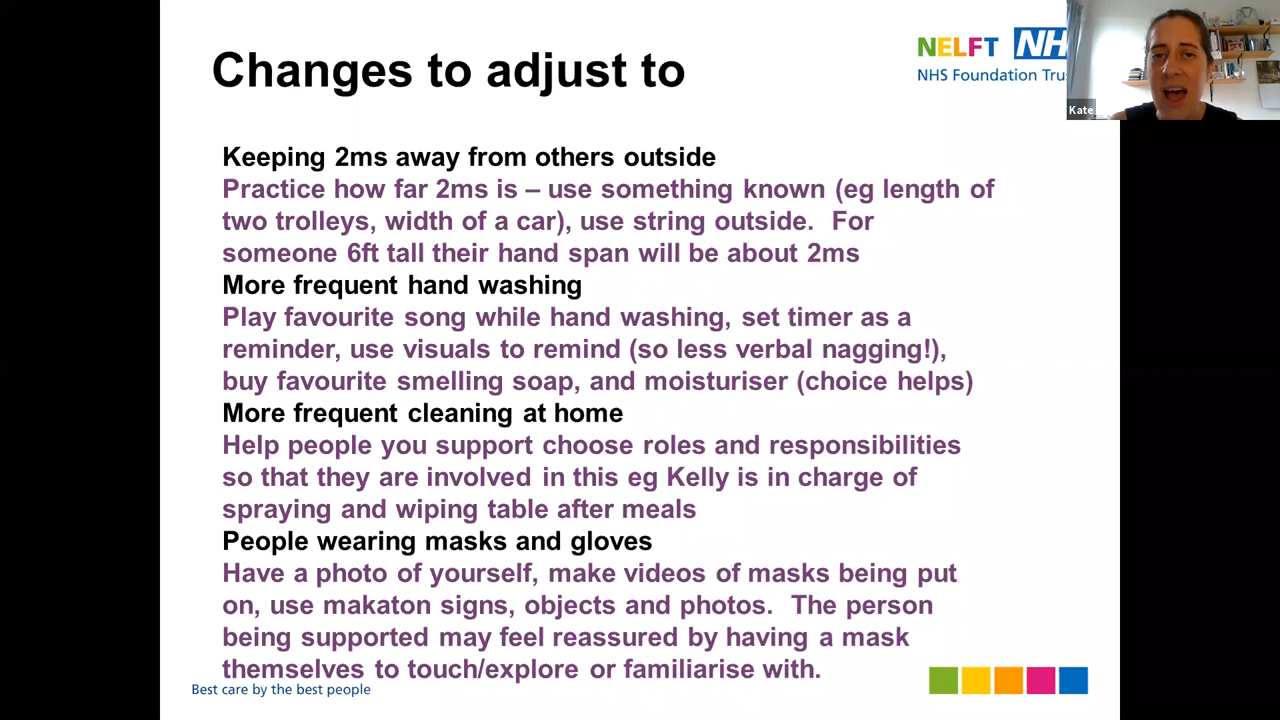 Changes to adjust to
NELFT NH
NHS Foundation Tru
Kate
Keeping 2ms away from others outside
Practice how far 2ms is – use something known (eg length of
two trolleys, width of a car), use string outside.  For
someone 6ft tall their hand span will be about 2ms
More frequent hand washing
Play favourite song while hand washing, set timer as a
reminder, use visuals to remind (so less verbal nagging!),
buy favourite smelling soap, and moisturiser (choice helps)
More frequent cleaning at home
Help people you support choose roles and responsibilities
so that they are involved in this eg Kelly is in charge of
spraying and wiping table after meals
People wearing masks and gloves
Have a photo of yourself, make videos of masks being put
on, use makaton signs, objects and photos.  The person
being supported may feel reassured by having a mask
themselves to touch/explore or familiarise with.
Best care by the best people